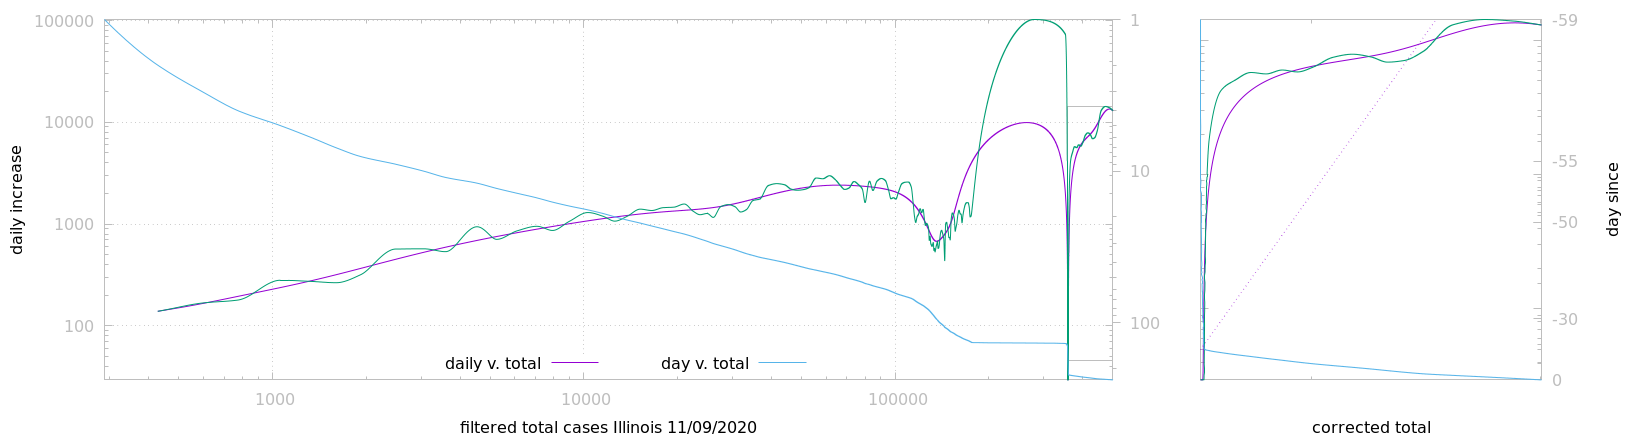 100000
10000
1000
100
daily increase
1000
10000
100000
filtered total cases Illinois 11/09/2020
daily v. total
day v. total
1
10
100
-59
-55
-50
-30
0
day since
corrected total